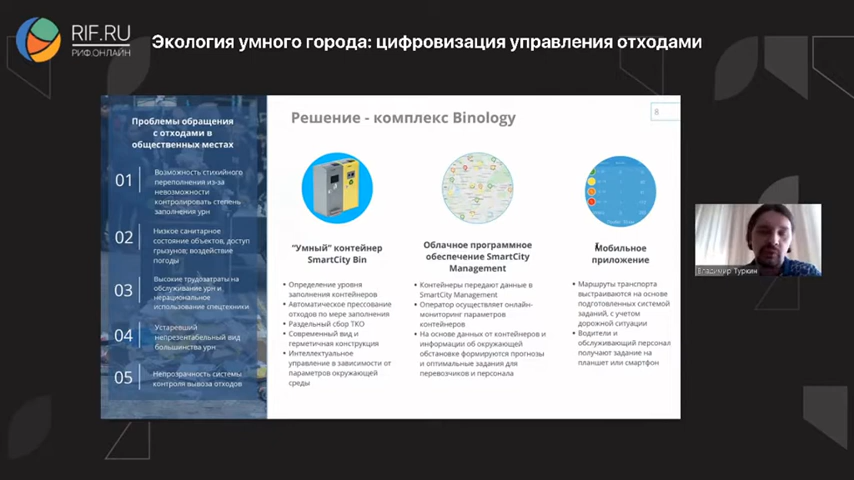 RIF.RU
РИФ.ОНЛАЙН
Экология умного города: цифровизация управления отходами
Проблемы обращения
с отходами в
общественных местах
01
Возможность стихийного
переполнения из-за
невозможности
контролировать степень
заполнения урн
02
Низкое санитарное
состояние объектов, доступ
грызунов; воздействие
погоды
03
Высокие трудозатраты на
обслуживание урн и
нерациональное
использование спецтехники
04
Устаревший
непрезентабельный вид
большинства урн
05
Непрозрачность системы
контроля вывоза отходов
Решение - комплекс Binology
8
"Умный" контейнер
SmartCity Bin
• Определение уровня
заполнения контейнеров
• Автоматическое прессование
отходов по мере заполнения
• Раздельный сбор ТКО
• Современный вид и
герметичная конструкция
• Интеллектуальное
управление в зависимости от
параметров окружающей
среды
Облачное программное
обеспечение SmartCity
Management
• Контейнеры передают данные в
SmartCity Management
• Оператор осуществляет онлайн-
мониторинг параметров
контейнеров
• На основе данных от контейнеров и
информации об окружающей
обстановке формируются прогнозы
и оптимальные задания для
перевозчиков и персонала
Мобильное
приложение
• Маршруты транспорта
выстраиваются на основе
подготовленных системой
заданий, с учетом
дорожной ситуации
• Водители и
обслуживающий персонал
получают задание на
планшет или смартфон
Владимир Туркин